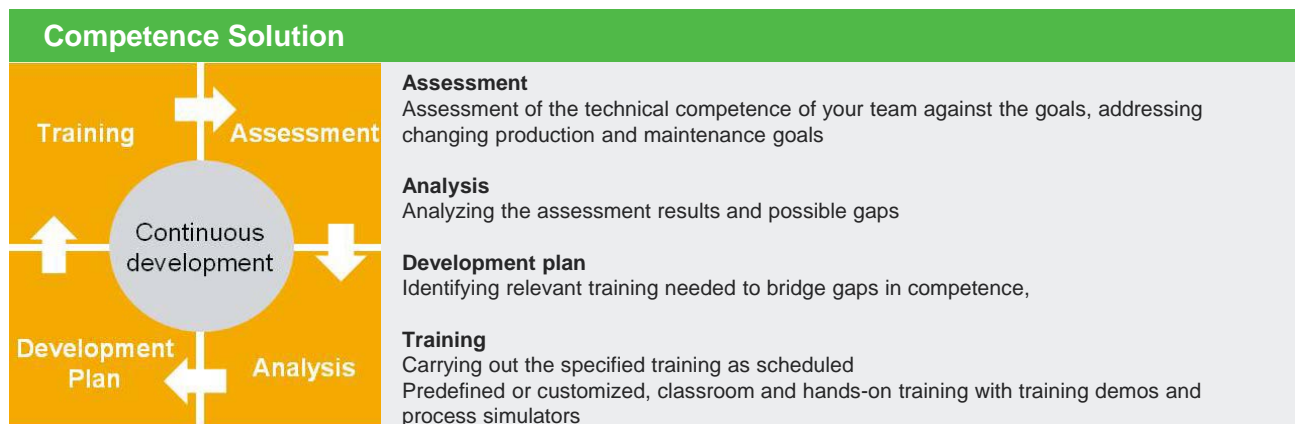 Competence Solution
Training
Assessment
Continuous
development
Development
Plan
Analysis
Assessment
Assessment of the technical competence of your team against the goals, addressing
changing production and maintenance goals
Analysis
Analyzing the assessment results and possible gaps
Development plan
Identifying relevant training needed to bridge gaps in competence,
Training
Carrying out the specified training as scheduled
Predefined or customized, classroom and hands-on training with training demos and
process simulators